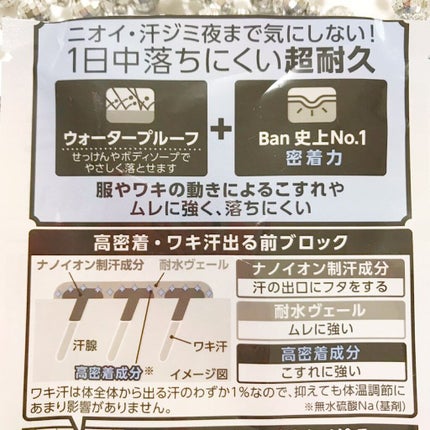 ニオイ・汗ジミ夜まで気にしない!
1日中落ちにくい超耐久
ウォータープルーフ
せっけんやボディソープで
やさしく落とせます
+
Ban 史上No.1
密着力
服やワキの動きによるこすれや
ムレに強く、落ちにくい
高密着・ワキ汗出る前ブロック
ナノイオン制汗成分
耐水ヴェール
汗腺
ワキ汗
高密着成分※
イメージ図
ナノイオン制汗成分
汗の出口にフタをする
耐水ヴェール
ムレに強い
高密着成分
こすれに強い
ワキ汗は体全体から出る汗のわずか1%なので、抑えても体温調節に
あまり影響がありません。
※無水硫酸Na(基剤)